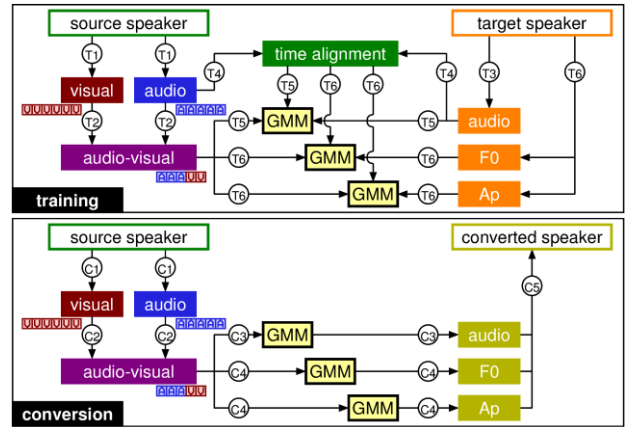 source speaker target speaker
T1 T1 T4 time alignment T4 T3 T6
visual audio T5 T6 T6
T2 T2 T5 GMM T5 audio
audio-visual T6 GMM T6 F0
T6 GMM T6 Ap
training
source speaker converted speaker
C1 C1 C5
visual audio
C2 C2 C3 GMM C3 audio
audio-visual C4 GMM C4 F0
C4 GMM C4 Ap
conversion